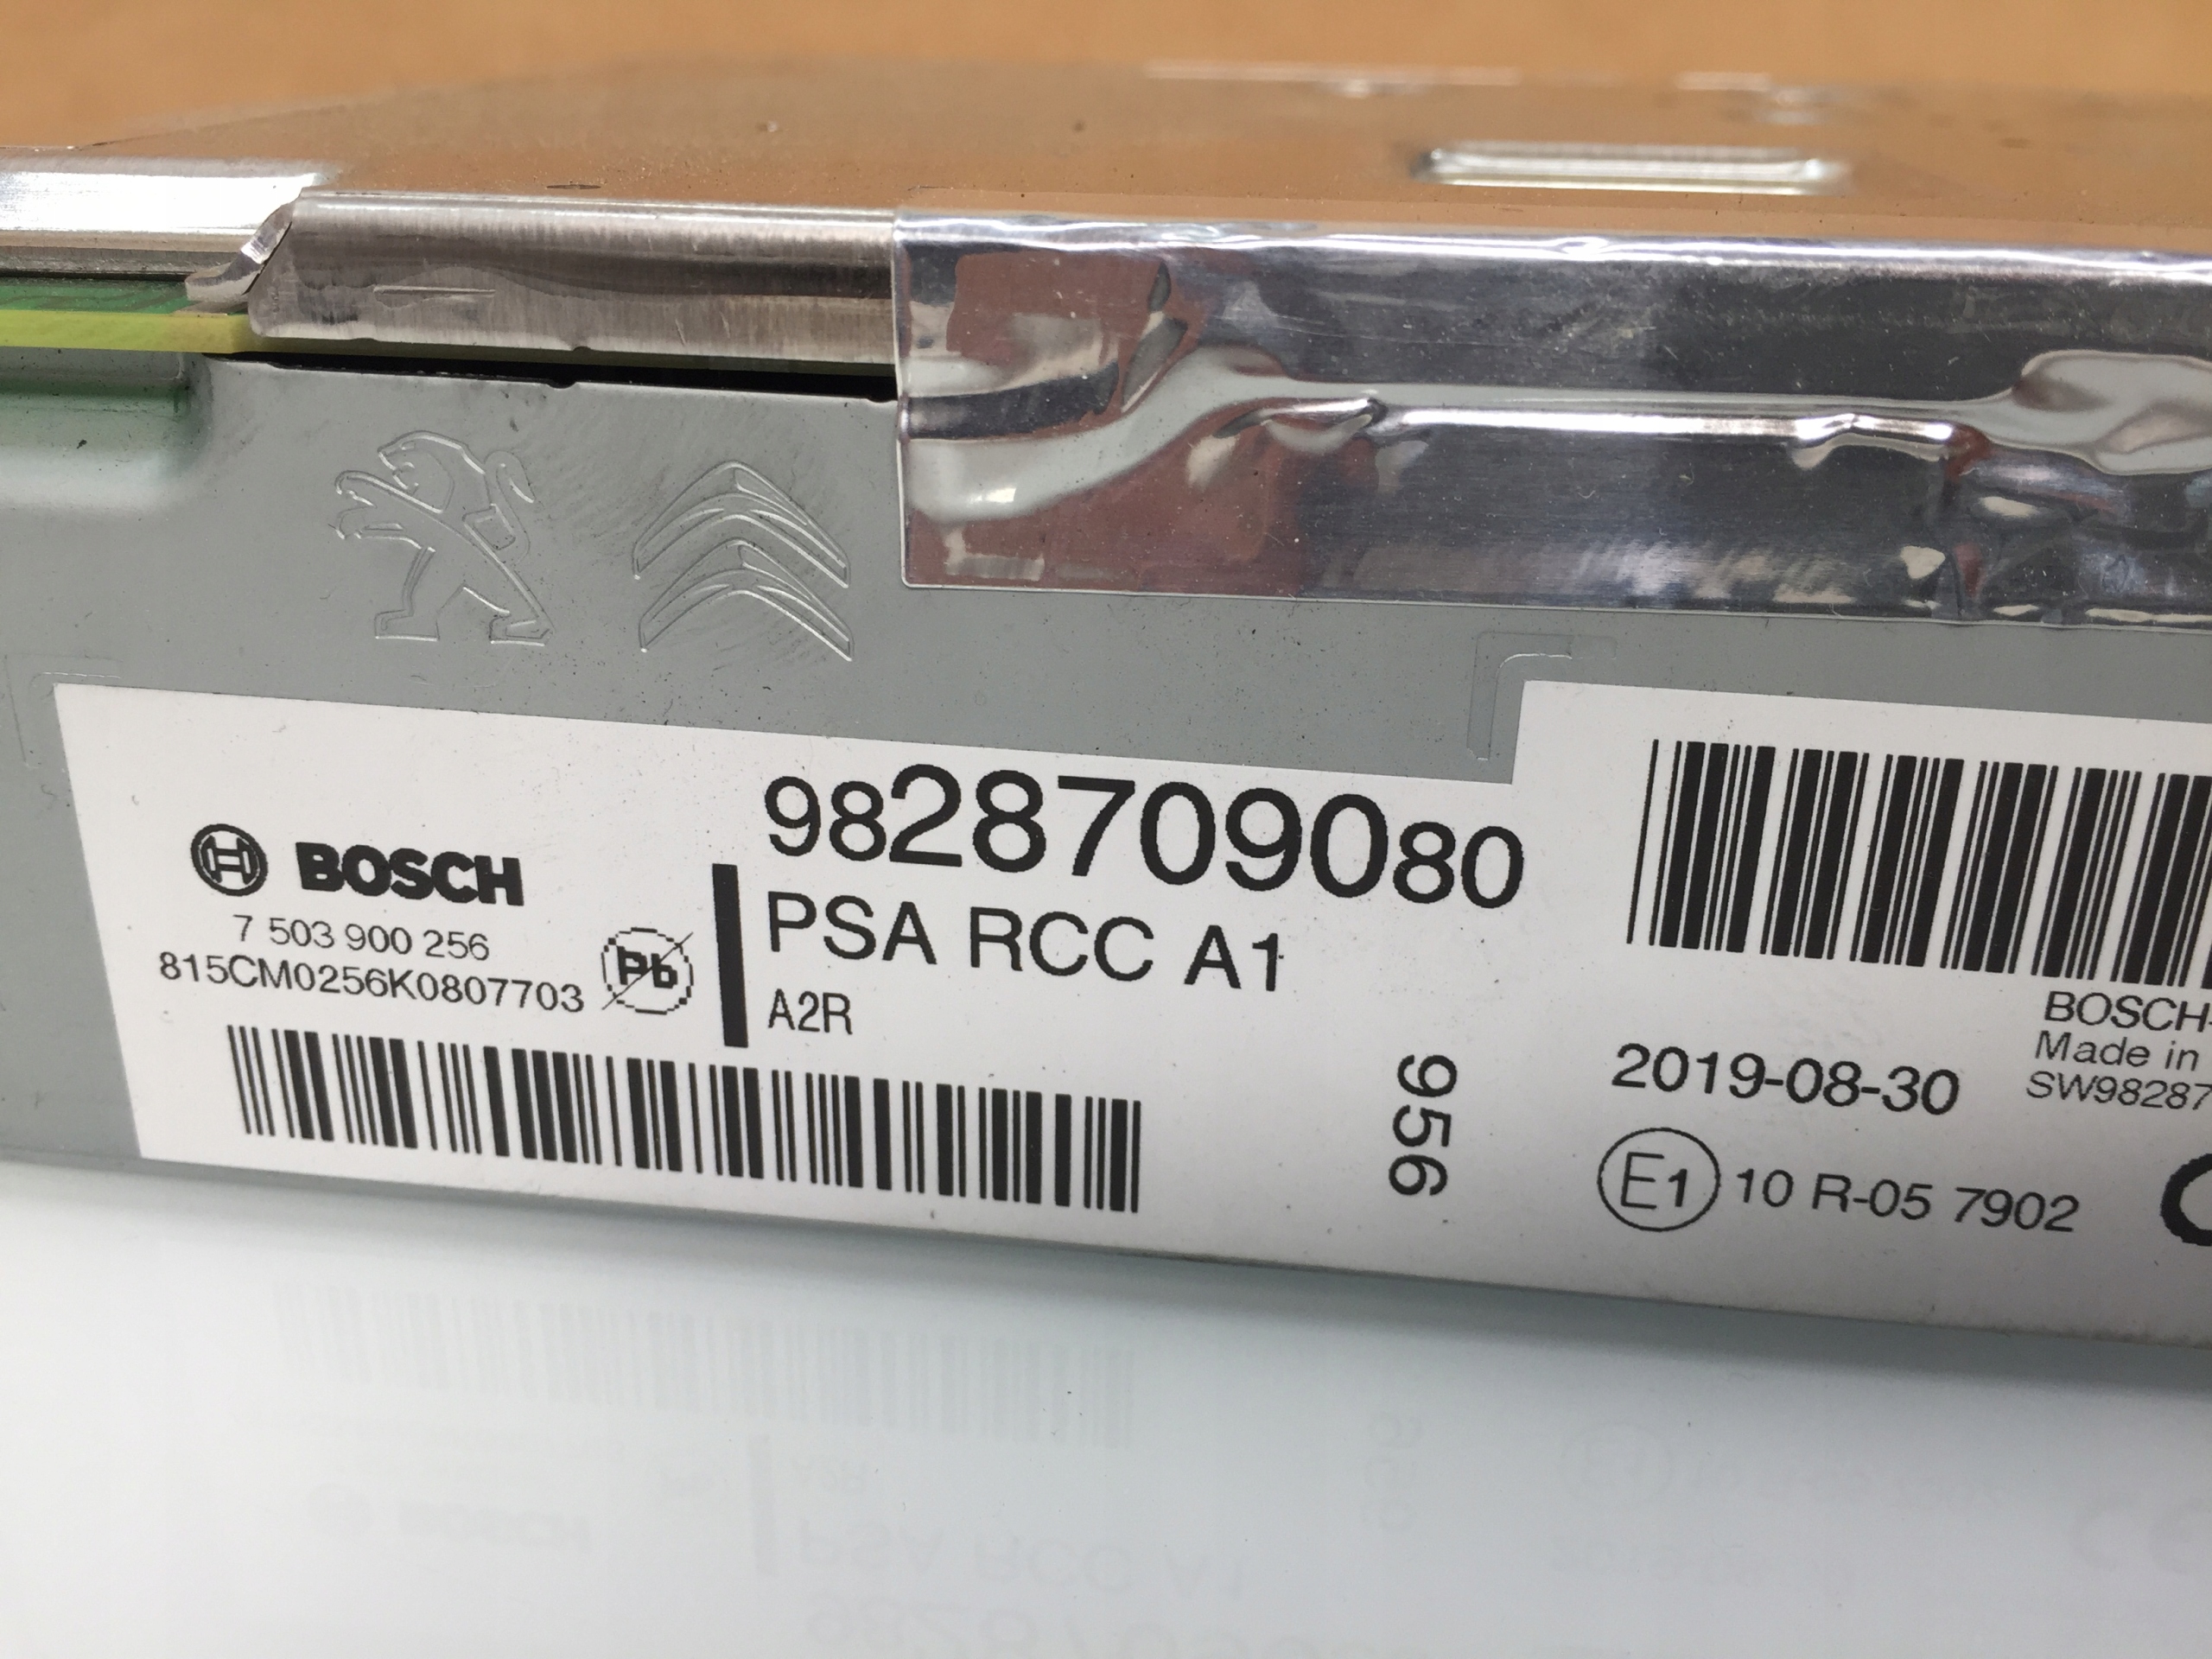 9828709080
BOSCH
PSA RCC A1
7 503 900 256
815CM0256K0807703
Pb
A2R
956
BOSCH
Made in
SW98287
2019-08-30
E1 10 R-05 7902